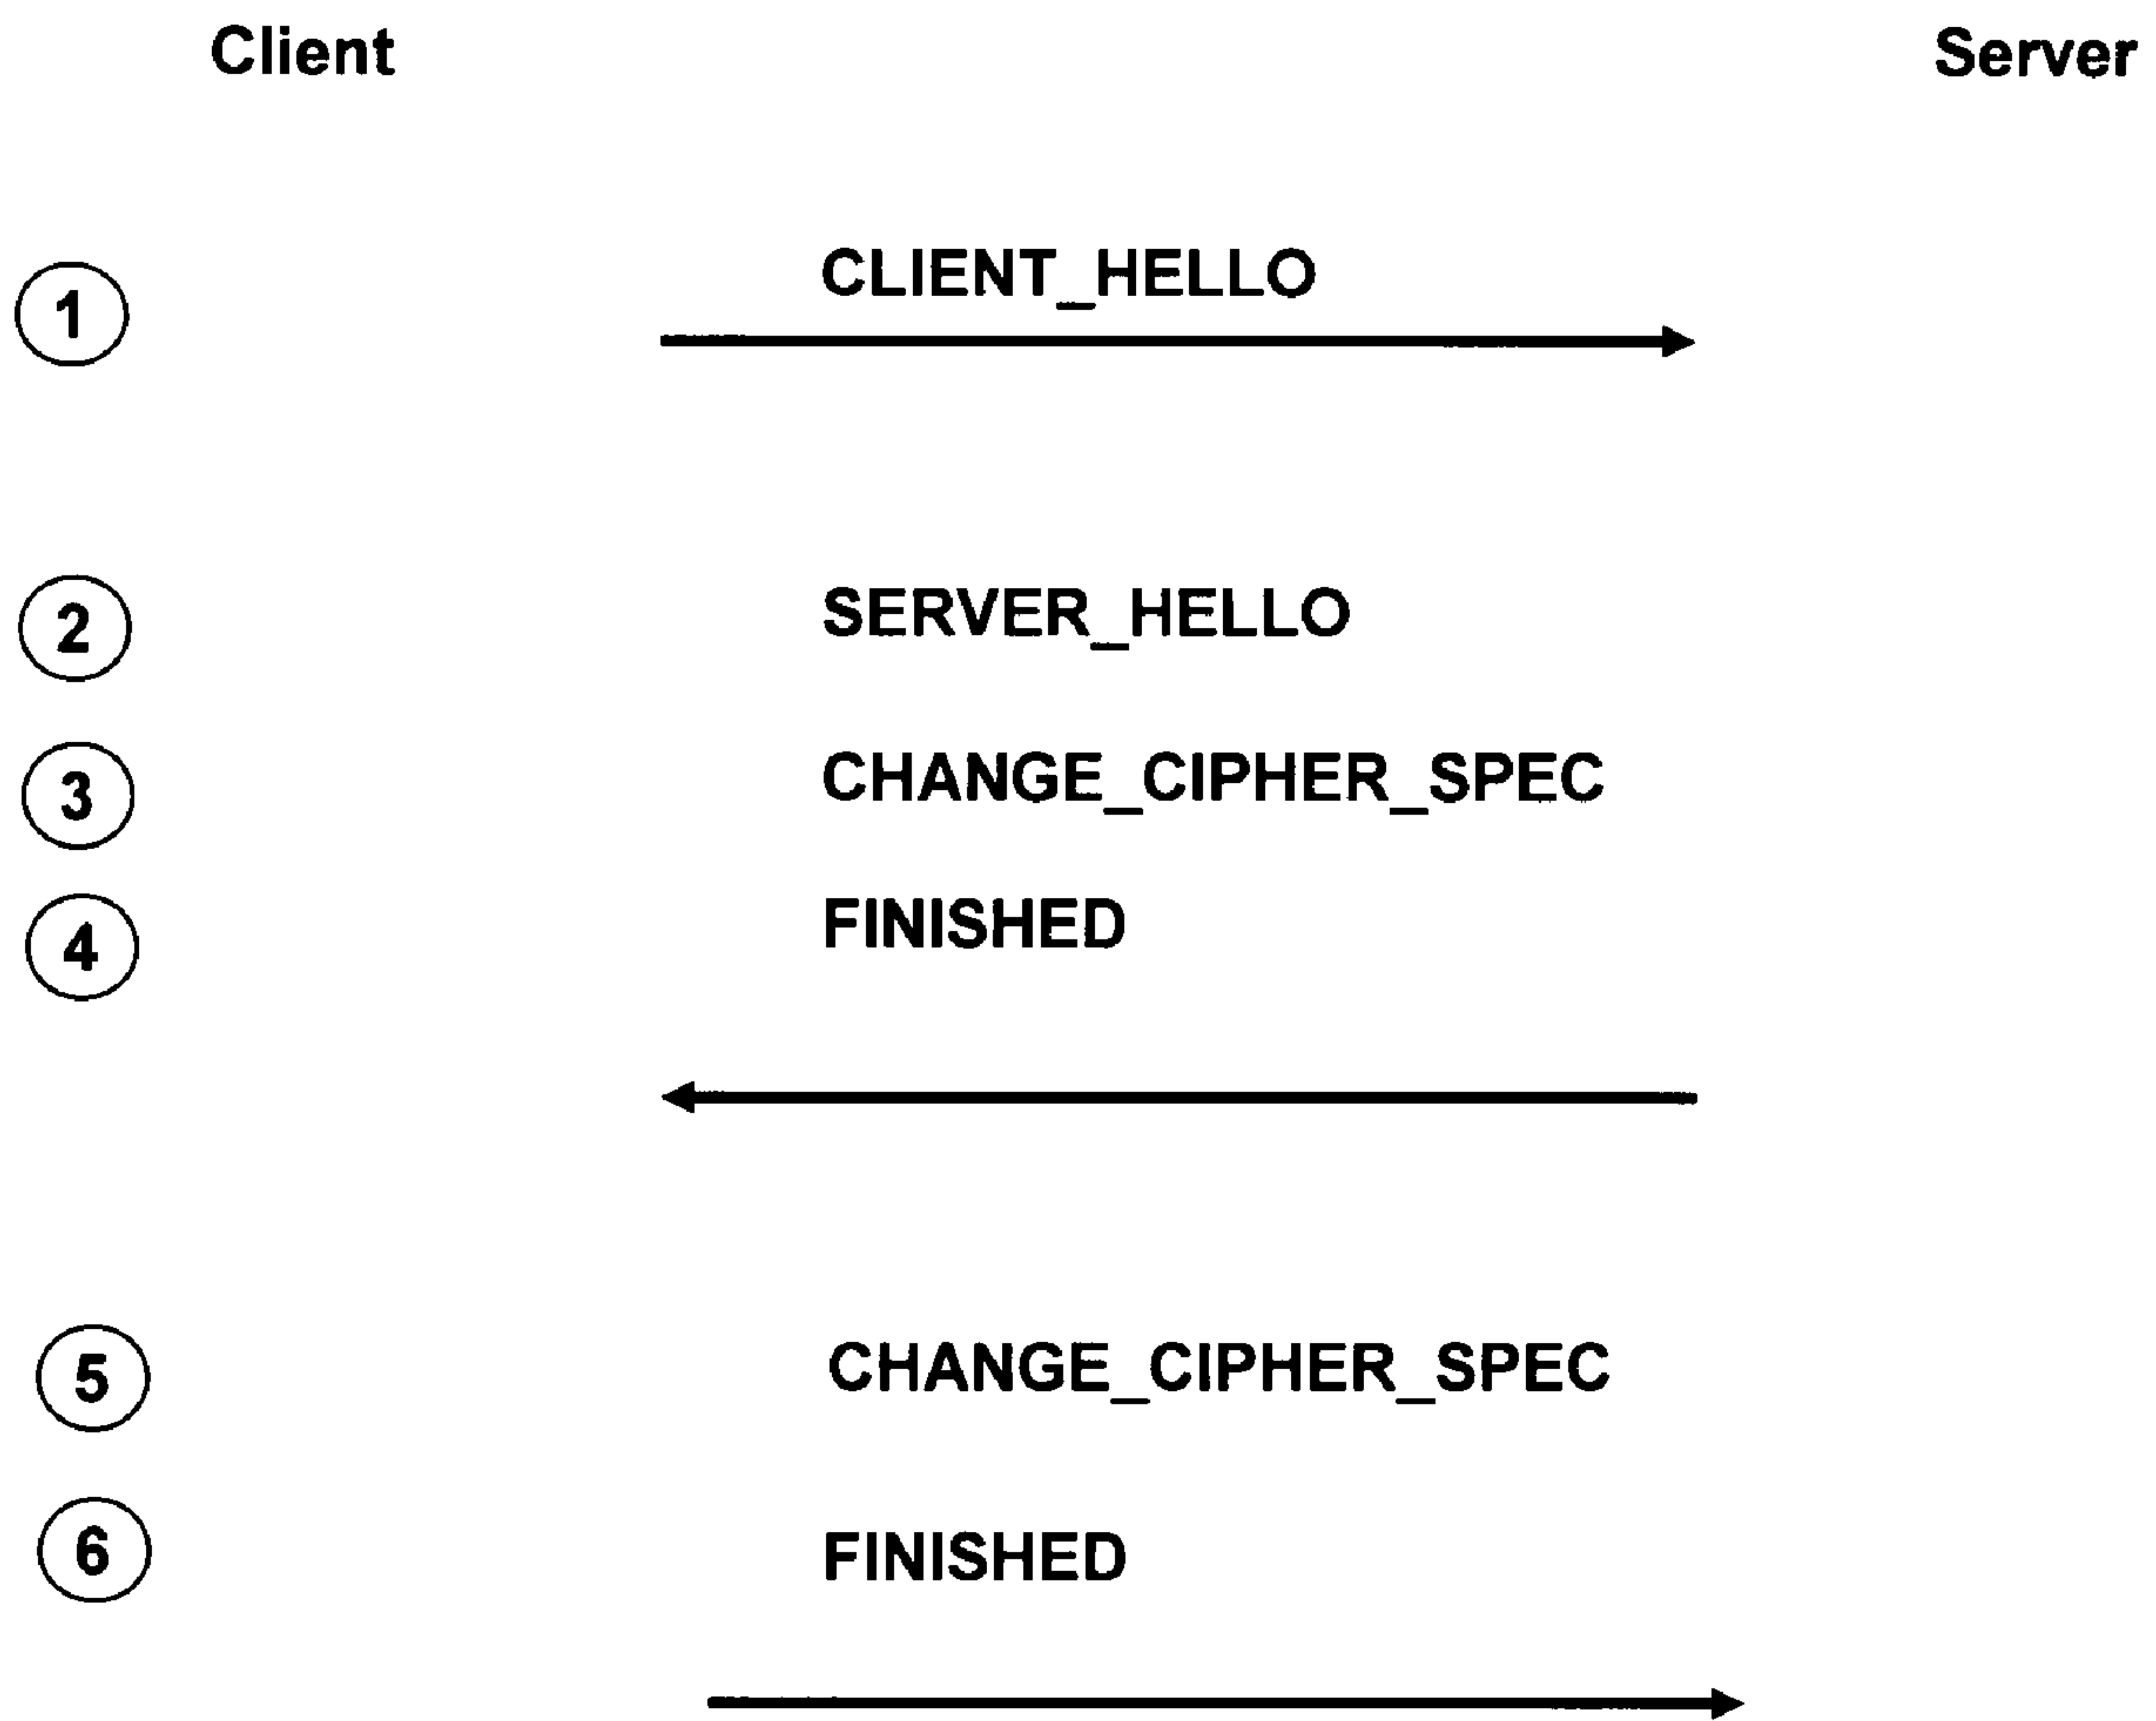 Client Server
1 CLIENT_HELLO
2 SERVER_HELLO
3 CHANGE_CIPHER_SPEC
4 FINISHED
5 CHANGE_CIPHER_SPEC
6 FINISHED